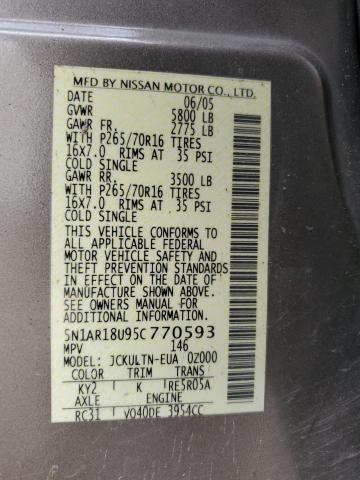 MFD BY NISSAN MOTOR CO., LTD.
DATE 06/05
GVWR 5800 LB
GAWR FR. 2775 LB
WITH P265/70R16 TIRES
16X7.0 RIMS AT 35 PSI
COLD SINGLE
GAWR RR. 3500 LB
WITH P265/70R16 TIRES
16X7.0 RIMS AT 35 PSI
COLD SINGLE
THIS VEHICLE CONFORMS TO
ALL APPLICABLE FEDERAL
MOTOR VEHICLE SAFETY AND
THEFT PREVENTION STANDARDS
IN EFFECT ON THE DATE OF
MANUFACTURE SHOWN ABOVE.
SEE OWNERS MANUAL FOR
ADDITIONAL INFORMATION.
5N1AR18U95C770593
MPV 146
MODEL: JCKULTN-EUA 0Z000
COLOR TRIM TRANS
KY2 K RE5R05A
AXLE ENGINE
RC31 VQ40DE 3954CC